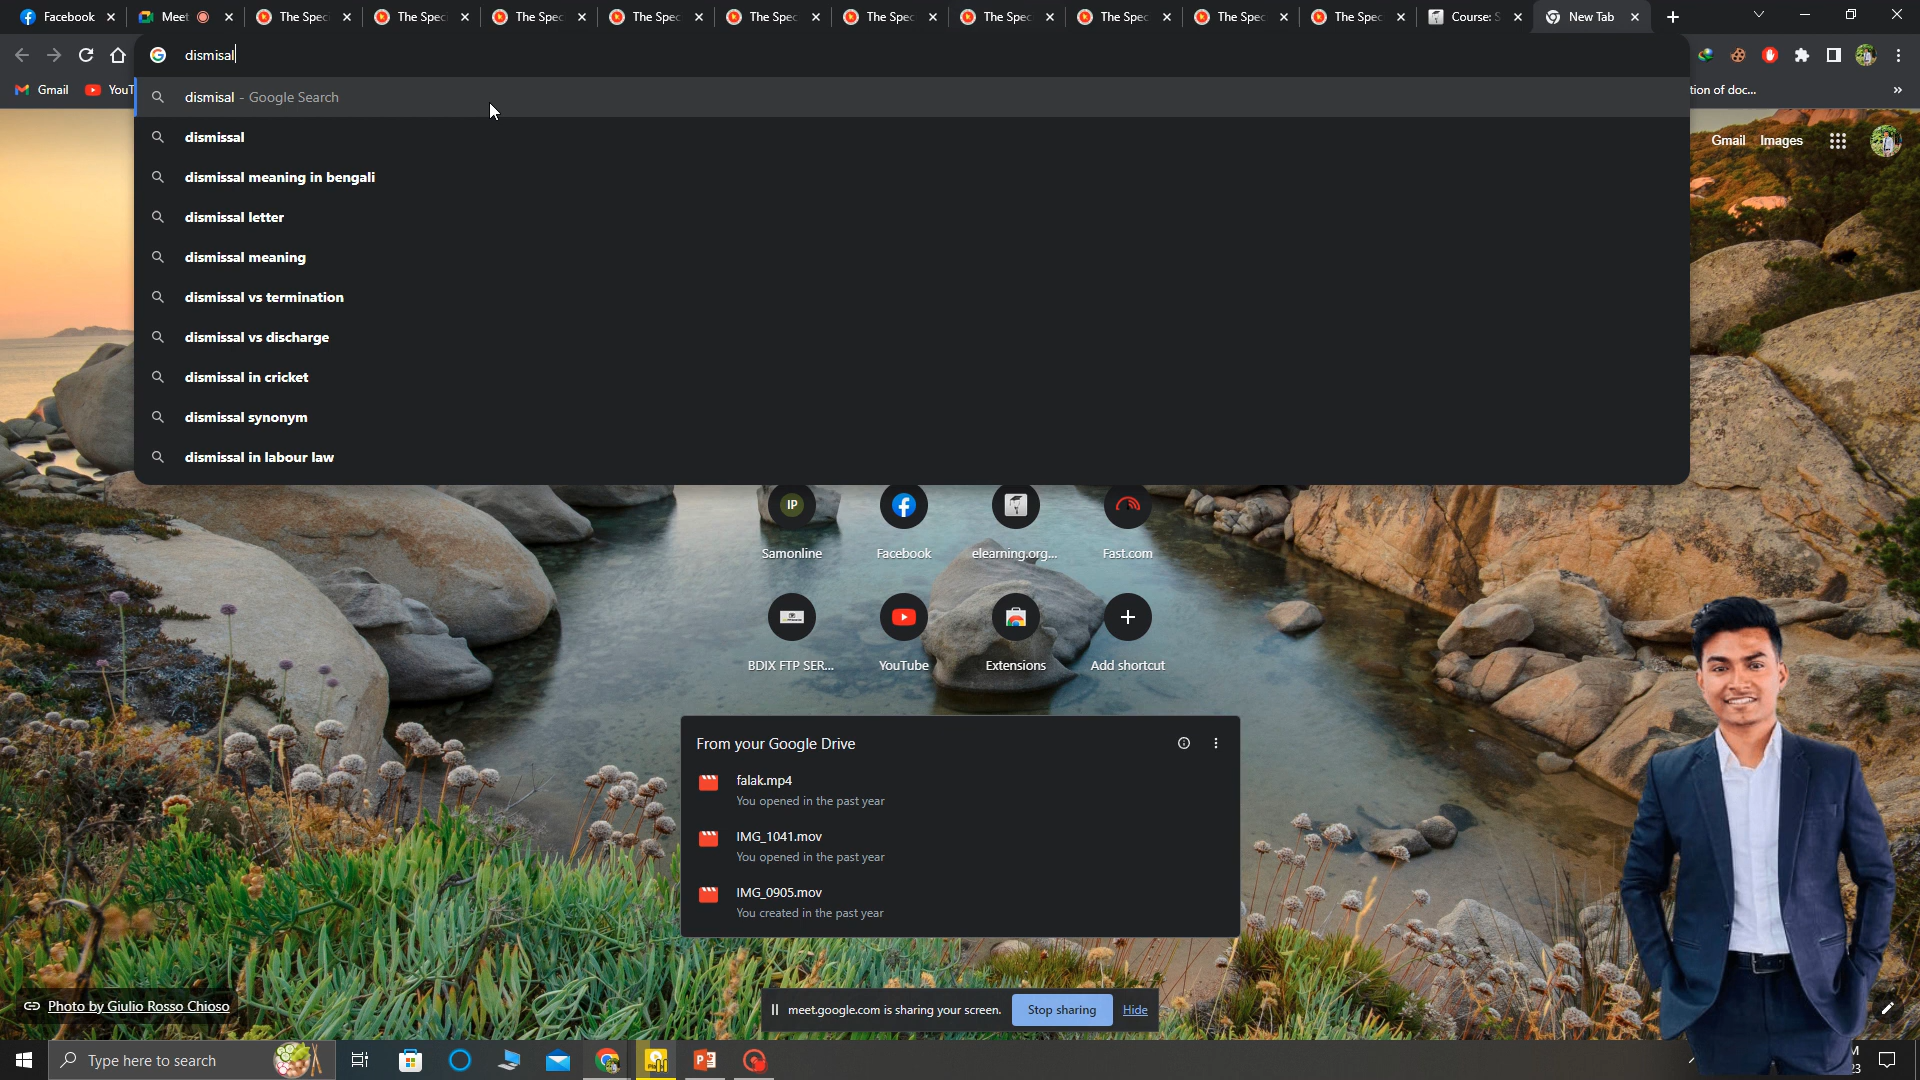 Facebook
Meet
The Spec
The Spec
The Spec
The Spec
The Spec
The Spec
The Spec
The Spec
The Spec
The Spec
Course: S
New Tab
dismisal
Gmail
YouT
tion of doc...
»
dismisal - Google Search
dismissal
dismissal meaning in bengali
dismissal letter
dismissal meaning
dismissal vs termination
dismissal vs discharge
dismissal in cricket
dismissal synonym
dismissal in labour law
Gmail Images
IP
Samonline
Facebook
elearning.org...
Fast.com
BDIX FTP SER...
YouTube
Extensions
Add shortcut
From your Google Drive
falak.mp4
You opened in the past year
IMG_1041.mov
You opened in the past year
IMG_0905.mov
You created in the past year
Photo by Giulio Rosso Chioso
meet.google.com is sharing your screen.
Stop sharing
Hide
Type here to search
M
23